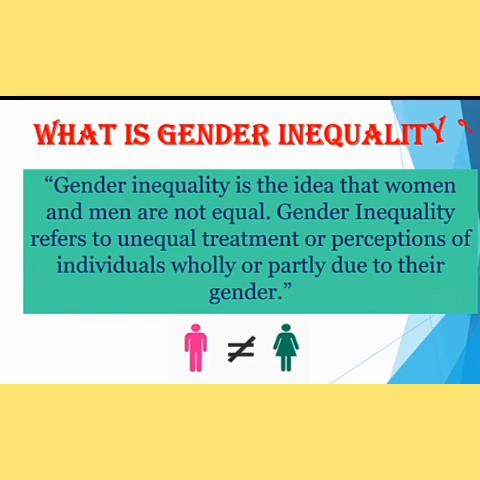 WHAT IS GENDER INEQUALITY ?
“Gender inequality is the idea that women
and men are not equal. Gender Inequality
refers to unequal treatment or perceptions of
individuals wholly or partly due to their
gender.”
≠